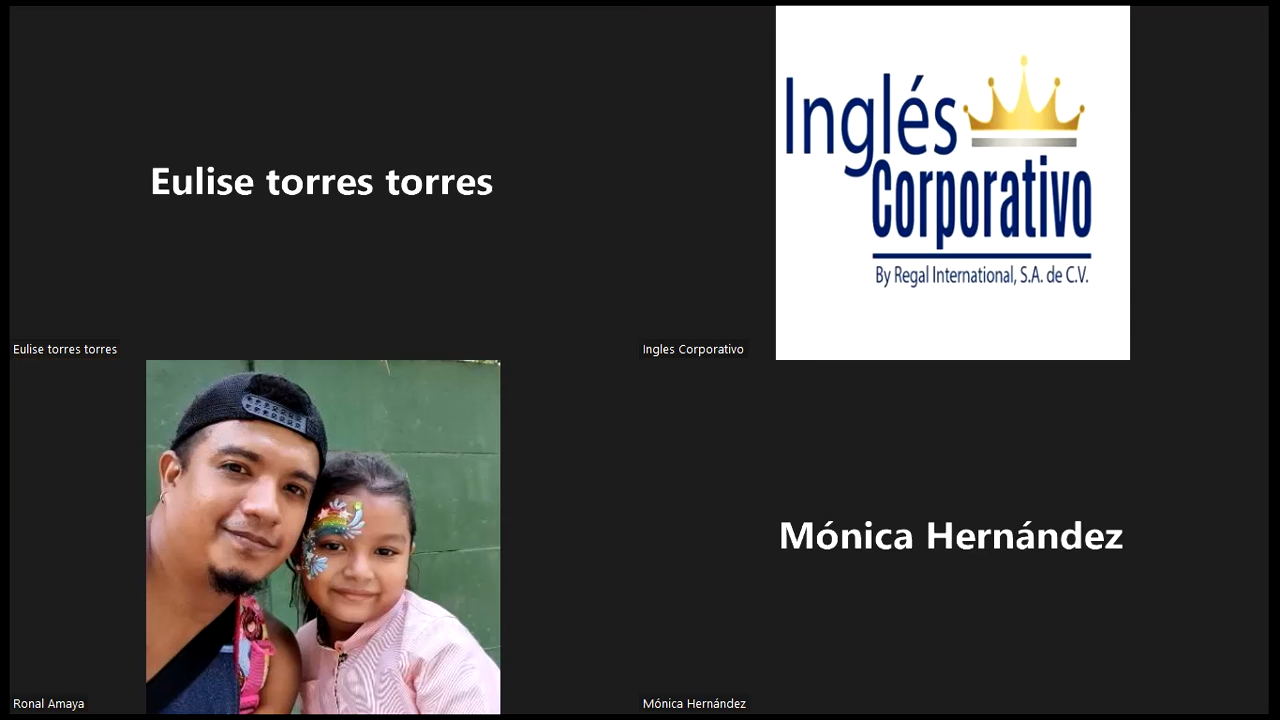 Eulise torres torres
Eulise torres torres
Inglés
Corporativo
By Regal International, S.A. de C.V.
Ingles Corporativo
Ronal Amaya
Mónica Hernández
Mónica Hernández